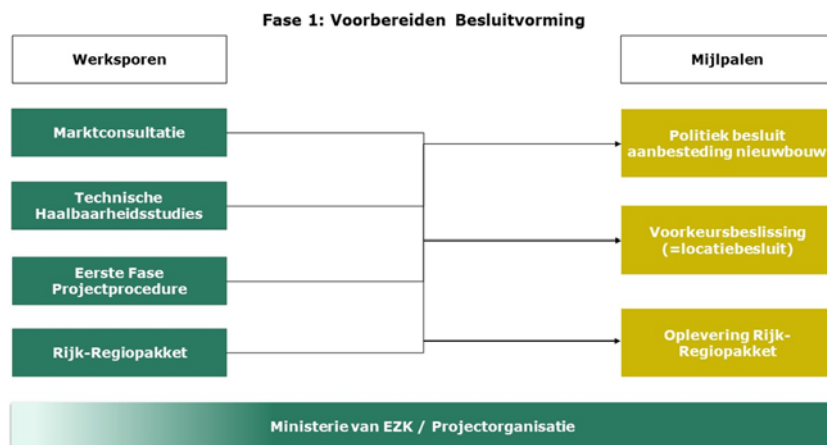 Fase 1: Voorbereiden Besluitvorming
Werksporen
Mijlpalen
Marktconsultatie
Technische
Haalbaarheidsstudies
Eerste Fase
Projectprocedure
Rijk-Regiopakket
Politiek besluit
aanbesteding nieuwbouw
Voorkeursbeslissing
(=locatiebesluit)
Oplevering Rijk-
Regiopakket
Ministerie van EZK / Projectorganisatie